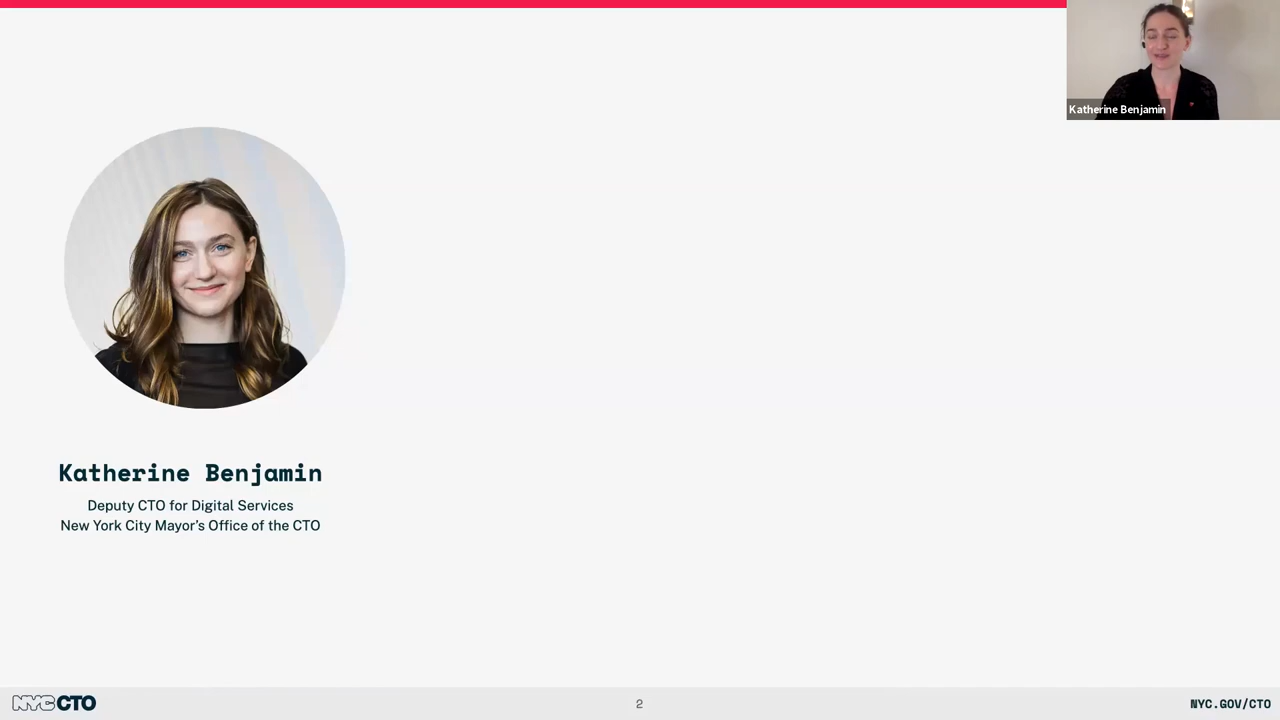 Katherine Benjamin
Katherine Benjamin
Deputy CTO for Digital Services
New York City Mayor's Office of the CTO
NYC CTO
2
NYC.GOV/CTO